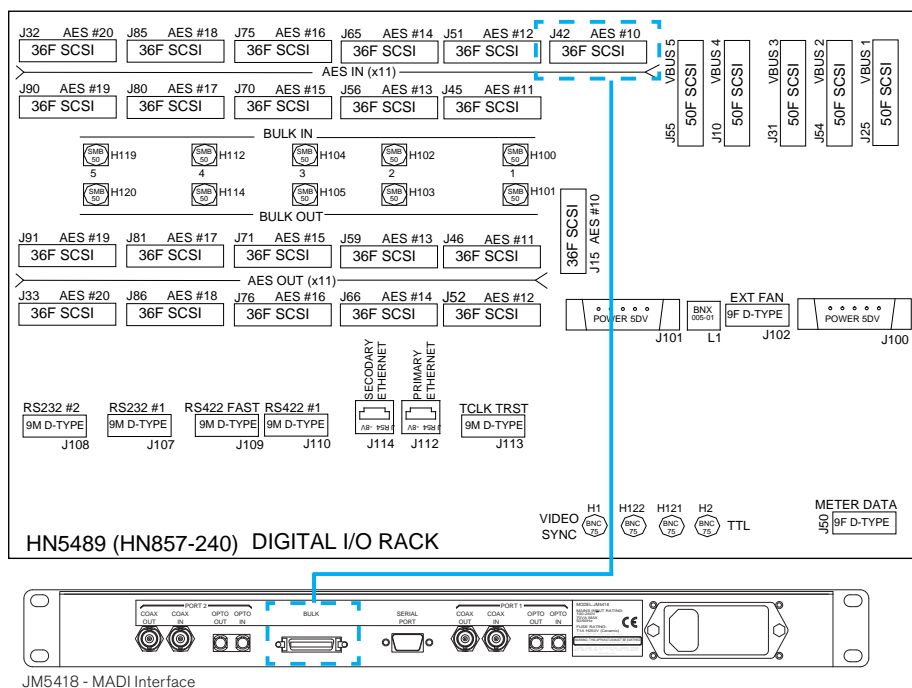 J32 AES #20 J85 AES #18 J75 AES #16 J65 AES #14 J51 AES #12 J42 AES #10
36F SCSI 36F SCSI 36F SCSI 36F SCSI 36F SCSI 36F SCSI
AES IN (x11)
J90 AES #19 J80 AES #17 J70 AES #15 J56 AES #13 J45 AES #11
36F SCSI 36F SCSI 36F SCSI 36F SCSI 36F SCSI
J55 VBUS 5 J10 VBUS 4 J31 VBUS 3 J54 VBUS 2 J25 VBUS 1
50F SCSI 50F SCSI 50F SCSI 50F SCSI 50F SCSI
BULK IN
SMB 50 H119 SMB 50 H112 SMB 50 H104 SMB 50 H102 SMB 50 H100
5 4 3 2 1
SMB 50 H120 SMB 50 H114 SMB 50 H105 SMB 50 H103 SMB 50 H101
BULK OUT
J15 AES #10
36F SCSI
J91 AES #19 J81 AES #17 J71 AES #15 J59 AES #13 J46 AES #11
36F SCSI 36F SCSI 36F SCSI 36F SCSI 36F SCSI
AES OUT (x11)
J33 AES #20 J86 AES #18 J76 AES #16 J66 AES #14 J52 AES #12
36F SCSI 36F SCSI 36F SCSI 36F SCSI 36F SCSI
POWER 5DV BNX 005-01 EXT FAN 9F D-TYPE POWER 5DV
J101 L1 J102 J100
SECODARY ETHERNET PRIMARY ETHERNET
RS232 #2 RS232 #1 RS422 FAST RS422 #1 TCLK TRST
9M D-TYPE 9M D-TYPE 9M D-TYPE 9M D-TYPE RJ45 -8V RJ45 -8V 9M D-TYPE
J108 J107 J109 J110 J114 J112 J113
H1 H122 H121 H2
VIDEO SYNC BNC 75 BNC 75 BNC 75 BNC 75 TTL
METER DATA
J50 9F D-TYPE
HN5489 (HN857-240) DIGITAL I/O RACK
PORT 2 BULK SERIAL PORT PORT 1
COAX OUT COAX IN OPTO OUT OPTO IN COAX OUT COAX IN OPTO OUT OPTO IN
MODEL: JM5418
MAINS INPUT RATING:
FUSE RATING:
CE
JM5418 - MADI Interface